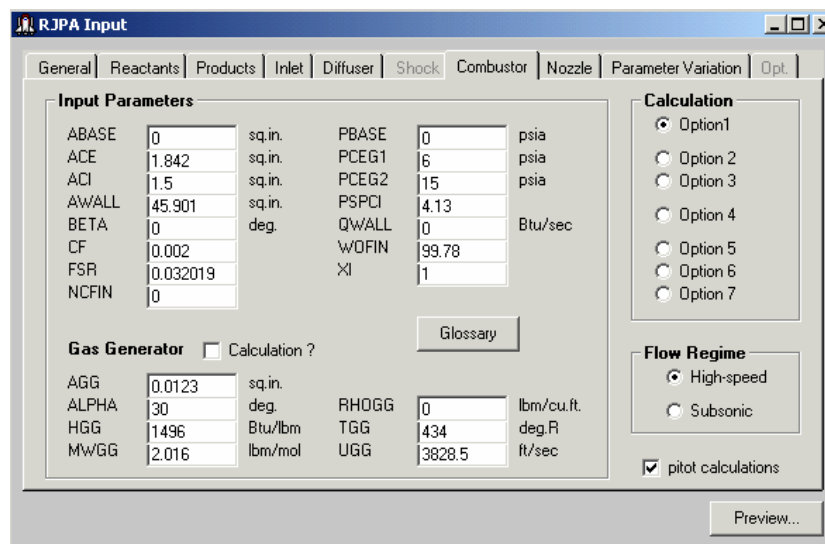 RJPA Input
General Reactants Products Inlet Diffuser Shock Combustor Nozzle Parameter Variation Opt.
Input Parameters
ABASE 0 sq.in. PBASE 0 psia
ACE 1.842 sq.in. PCEG1 6 psia
ACI 1.5 sq.in. PCEG2 15 psia
AWALL 45.901 sq.in. PSPCI 4.13
BETA 0 deg. QWALL 0 Btu/sec
CF 0.002 WOFIN 99.78
FSR 0.032019 XI 1
NCFIN 0
Glossary
Gas Generator Calculation ?
AGG 0.0123 sq.in.
ALPHA 30 deg. RHOGG 0 lbm/cu.ft.
HGG 1496 Btu/lbm TGG 434 deg.R
MWGG 2.016 lbm/mol UGG 3828.5 ft/sec
Calculation
Option1
Option 2
Option 3
Option 4
Option 5
Option 6
Option 7
Flow Regime
High-speed
Subsonic
pitot calculations
Preview...